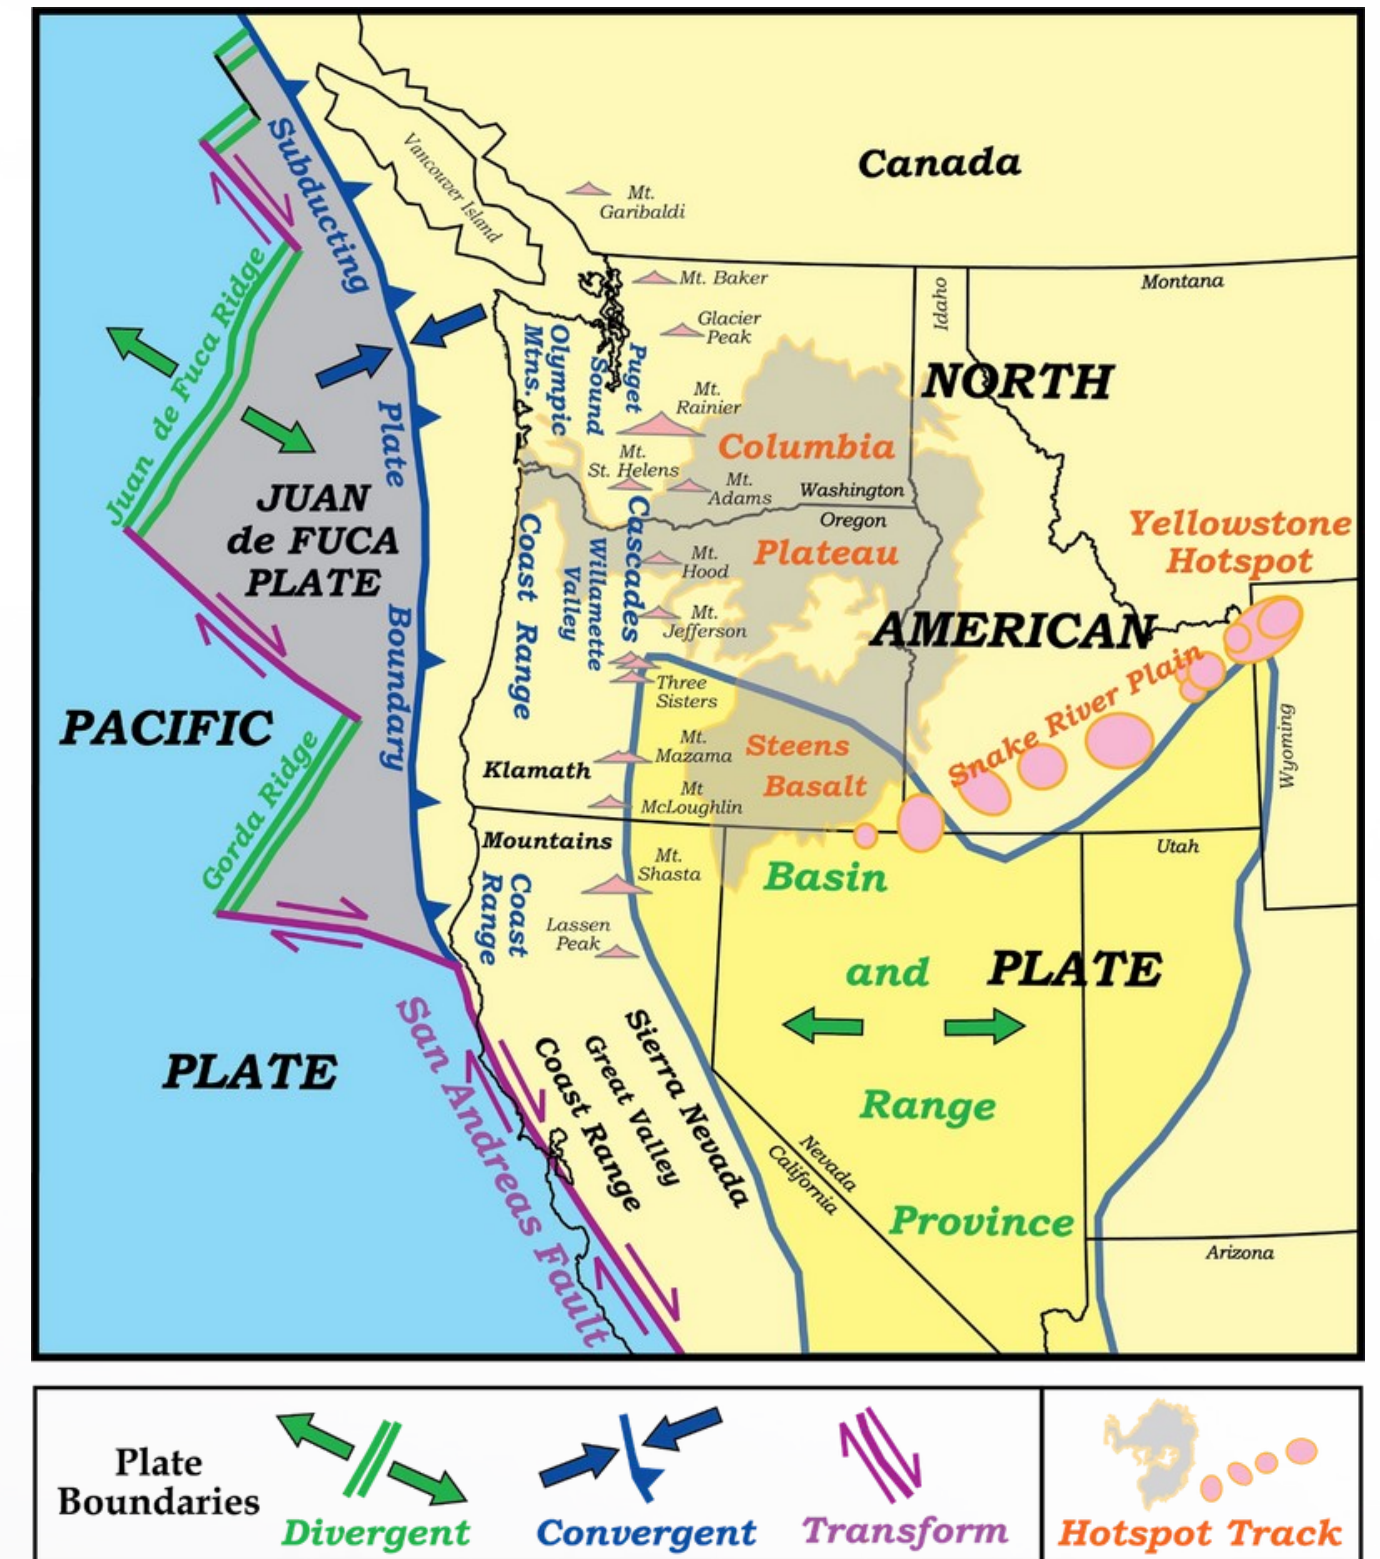 Canada
Vancouver Island
Subducting
Plate
Boundary
Mt.
Garibaldi
Mt. Baker
Glacier
Peak
Idaho
Montana
Olympic
Mtns.
Puget
Sound
Mt.
Rainier
Mt.
St. Helens
Mt.
Adams
NORTH
AMERICAN
PLATE
Columbia
Plateau
Washington
Oregon
Juan de Fuca Ridge
JUAN
de FUCA
PLATE
Coast Range
Willamette
Valley
Cascades
Mt.
Hood
Mt.
Jefferson
Three
Sisters
Yellowstone
Hotspot
Snake River Plain
Wyoming
PACIFIC
PLATE
Gorda Ridge
Klamath
Mountains
Mt.
Mazama
Mt
McLoughlin
Steens
Basalt
Mt.
Shasta
Lassen
Peak
Coast
Range
Utah
Basin
and
Range
Province
San Andreas Fault
Coast Range
Great Valley
Sierra Nevada
Nevada
California
Arizona
Plate
Boundaries
Divergent
Convergent
Transform
Hotspot Track